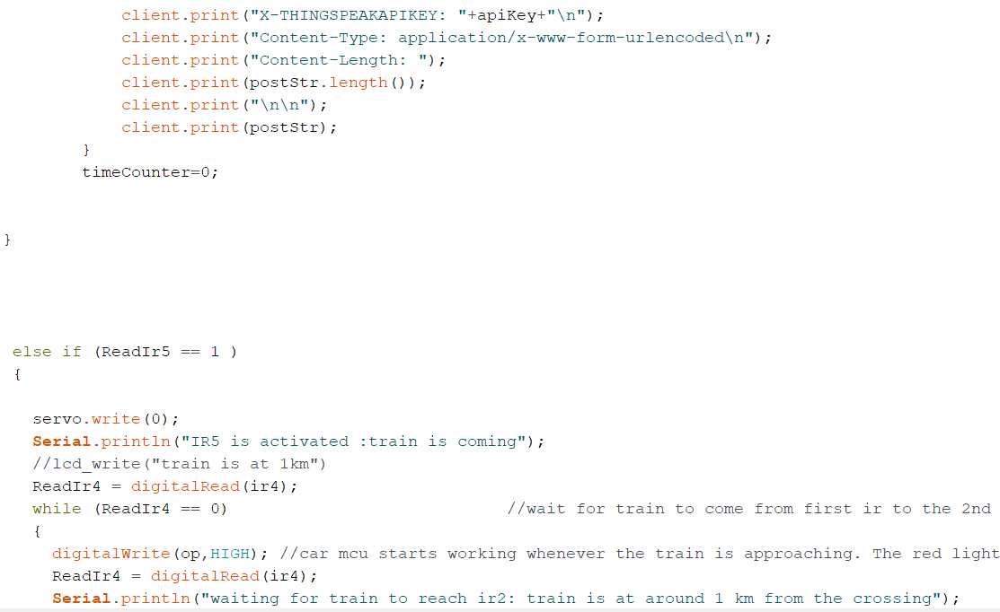 client.print("X-THINGSPEAKAPIKEY: "+apiKey+"\n");
client.print("Content-Type: application/x-www-form-urlencoded\n");
client.print("Content-Length: ");
client.print(postStr.length());
client.print("\n\n");
client.print(postStr);
}
timeCounter=0;
}
else if (ReadIr5 == 1 )
{
servo.write(0);
Serial.println("IR5 is activated :train is coming");
//lcd_write("train is at 1km")
ReadIr4 = digitalRead(ir4);
while (ReadIr4 == 0) //wait for train to come from first ir to the 2nd
{
digitalWrite(op,HIGH); //car mcu starts working whenever the train is approaching. The red light
ReadIr4 = digitalRead(ir4);
Serial.println("waiting for train to reach ir2: train is at around 1 km from the crossing");